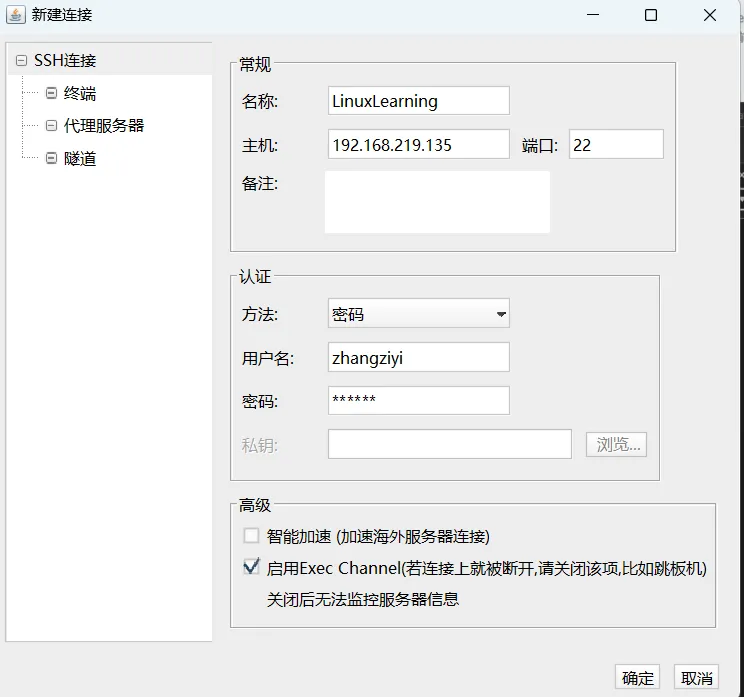 新建连接
SSH连接
终端
代理服务器
隧道
常规
名称: LinuxLearning
主机: 192.168.219.135 端口: 22
备注:
认证
方法: 密码
用户名: zhangziyi
密码: ******
私钥: 浏览...
高级
智能加速 (加速海外服务器连接)
启用Exec Channel(若连接上就被断开,请关闭该项,比如跳板机)
关闭后无法监控服务器信息
确定 取消